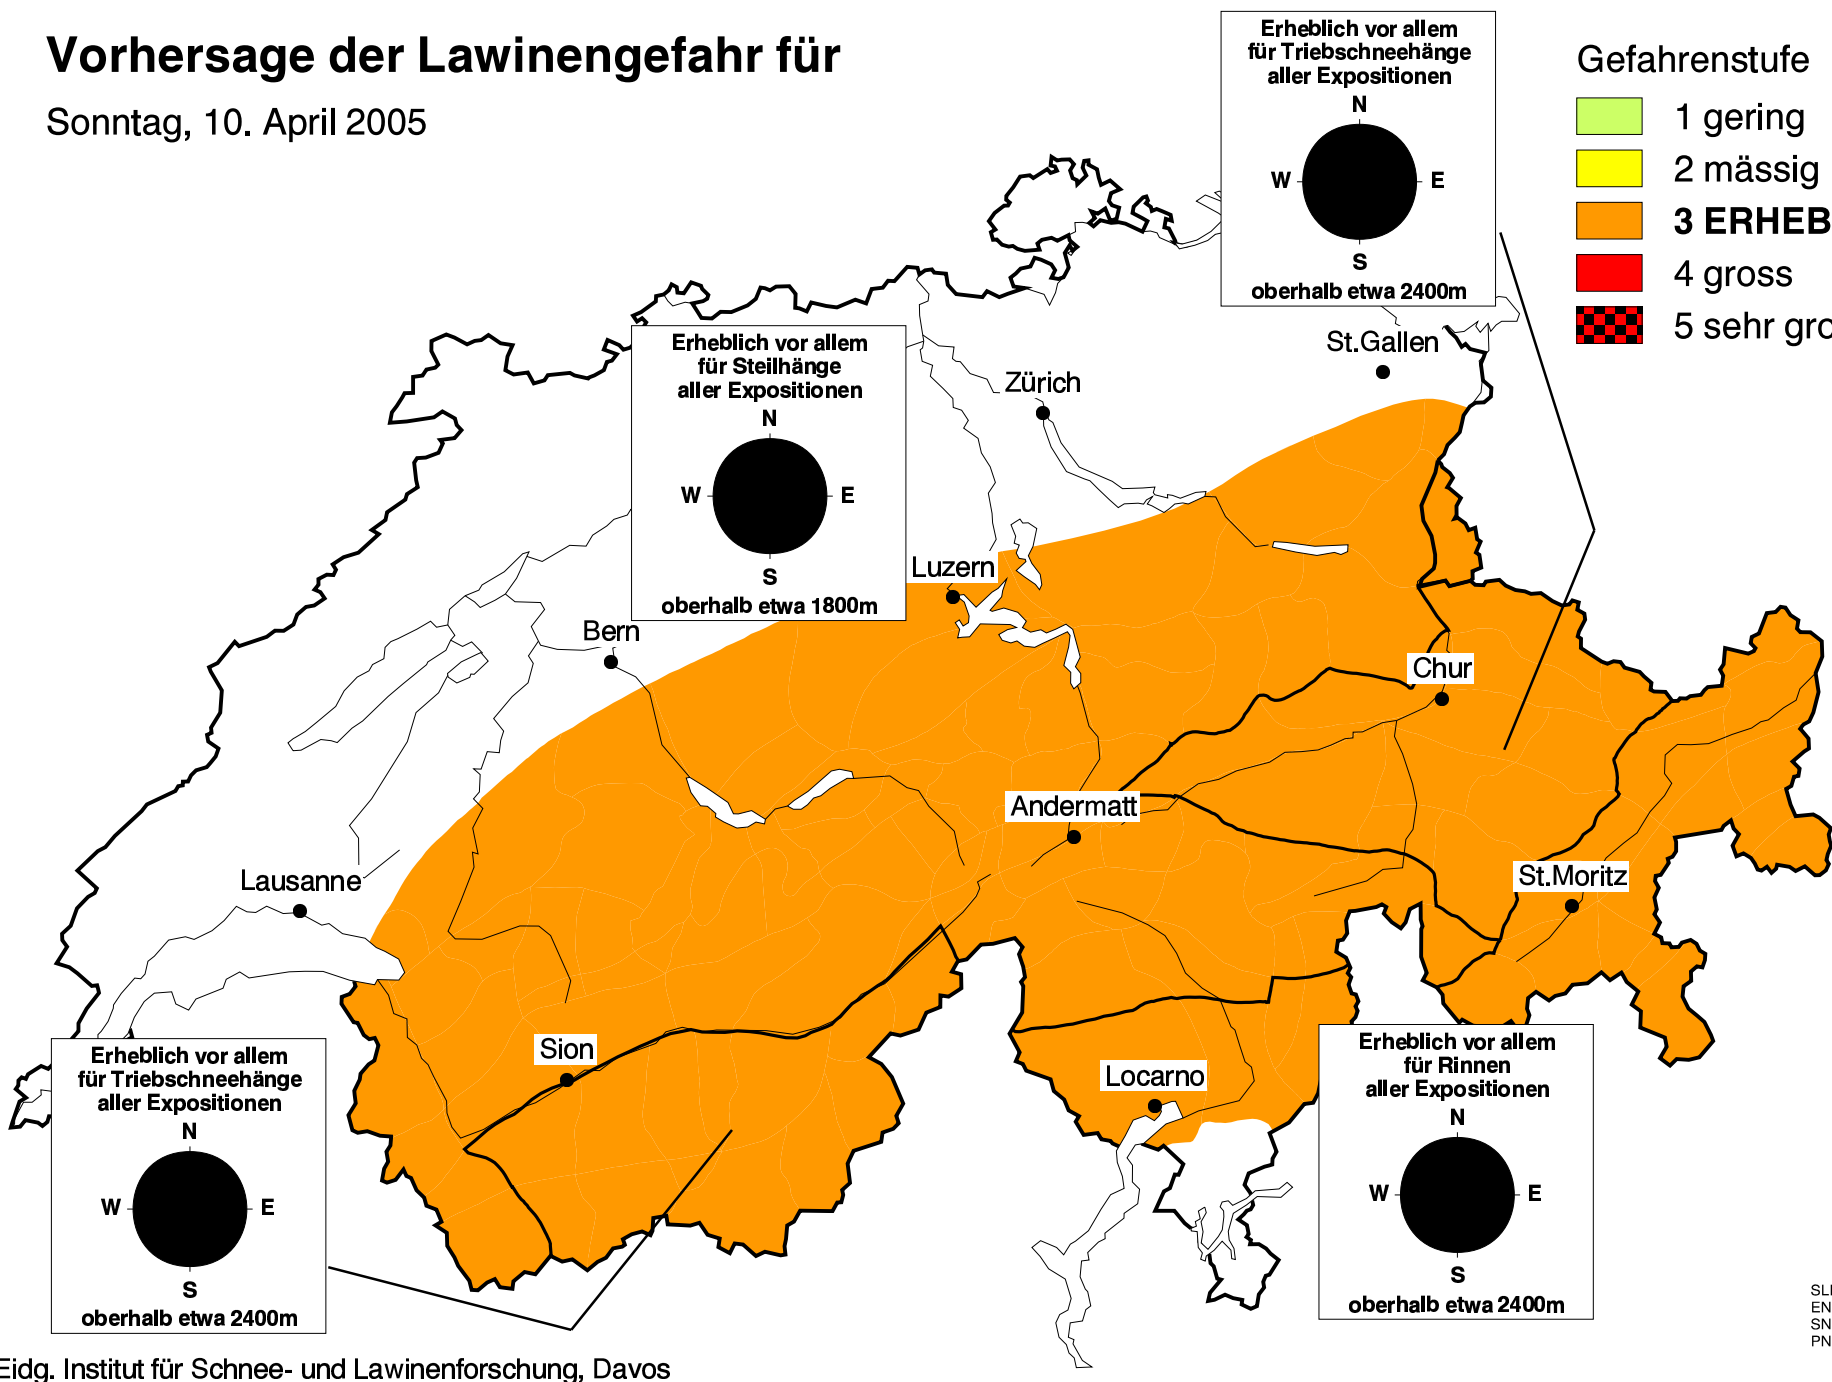 Vorhersage der Lawinengefahr für
Sonntag, 10. April 2005
Erheblich vor allem
für Triebschneehänge
aller Expositionen
N
W
E
S
oberhalb etwa 2400m
Gefahrenstufe
1 gering
2 mässig
3 ERHEB
4 gross
5 sehr gro
Erheblich vor allem
für Steilhänge
aller Expositionen
N
W
E
S
oberhalb etwa 1800m
St.Gallen
Zürich
Luzern
Bern
Chur
Andermatt
St.Moritz
Lausanne
Sion
Locarno
Erheblich vor allem
für Triebschneehänge
aller Expositionen
N
W
E
S
oberhalb etwa 2400m
Erheblich vor allem
für Rinnen
aller Expositionen
N
W
E
S
oberhalb etwa 2400m
EN
SN
PN
Eidg. Institut für Schnee- und Lawinenforschung, Davos